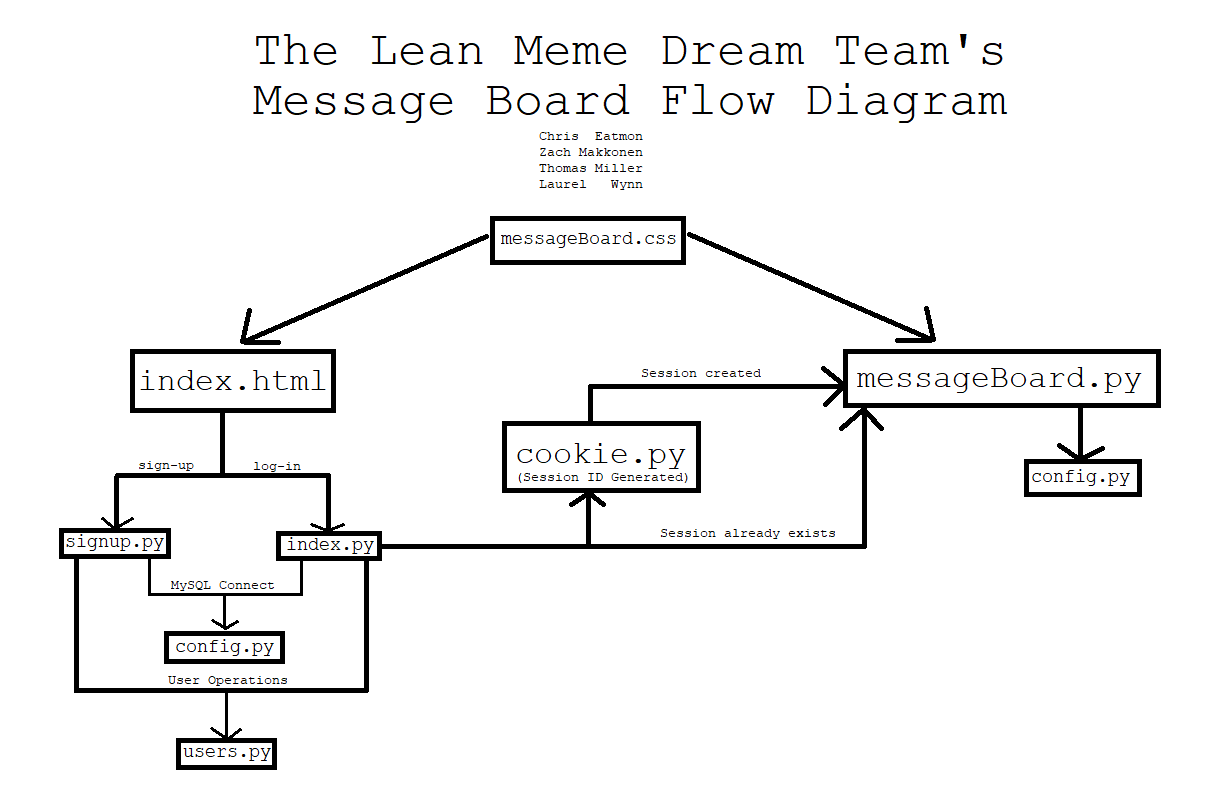 The Lean Meme Dream Team's
Message Board Flow Diagram
Chris  Eatmon
Zach Makkonen
Thomas Miller
Laurel   Wynn
messageBoard.css
index.html
messageBoard.py
Session created
cookie.py
(Session ID Generated)
config.py
sign-up
log-in
signup.py
index.py
Session already exists
MySQL Connect
config.py
User Operations
users.py